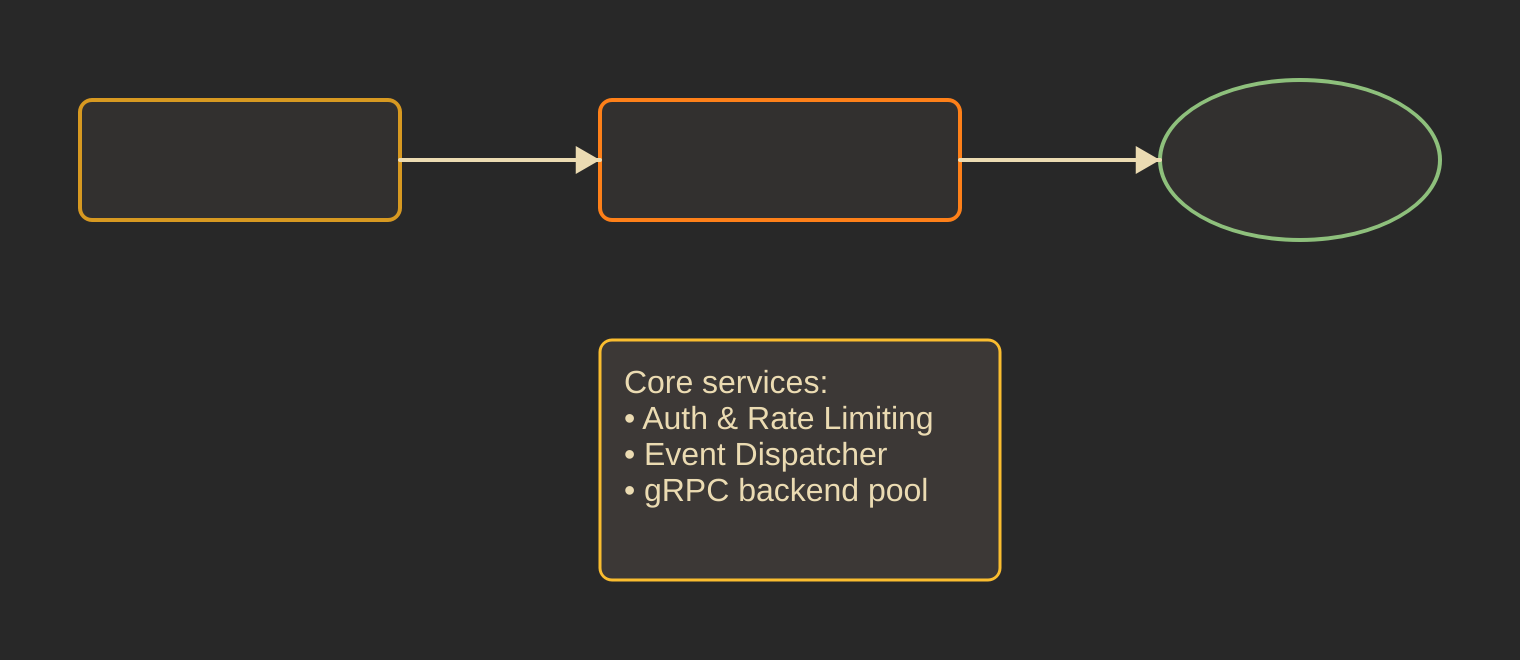 Core services:
• Auth & Rate Limiting
• Event Dispatcher
• gRPC backend pool